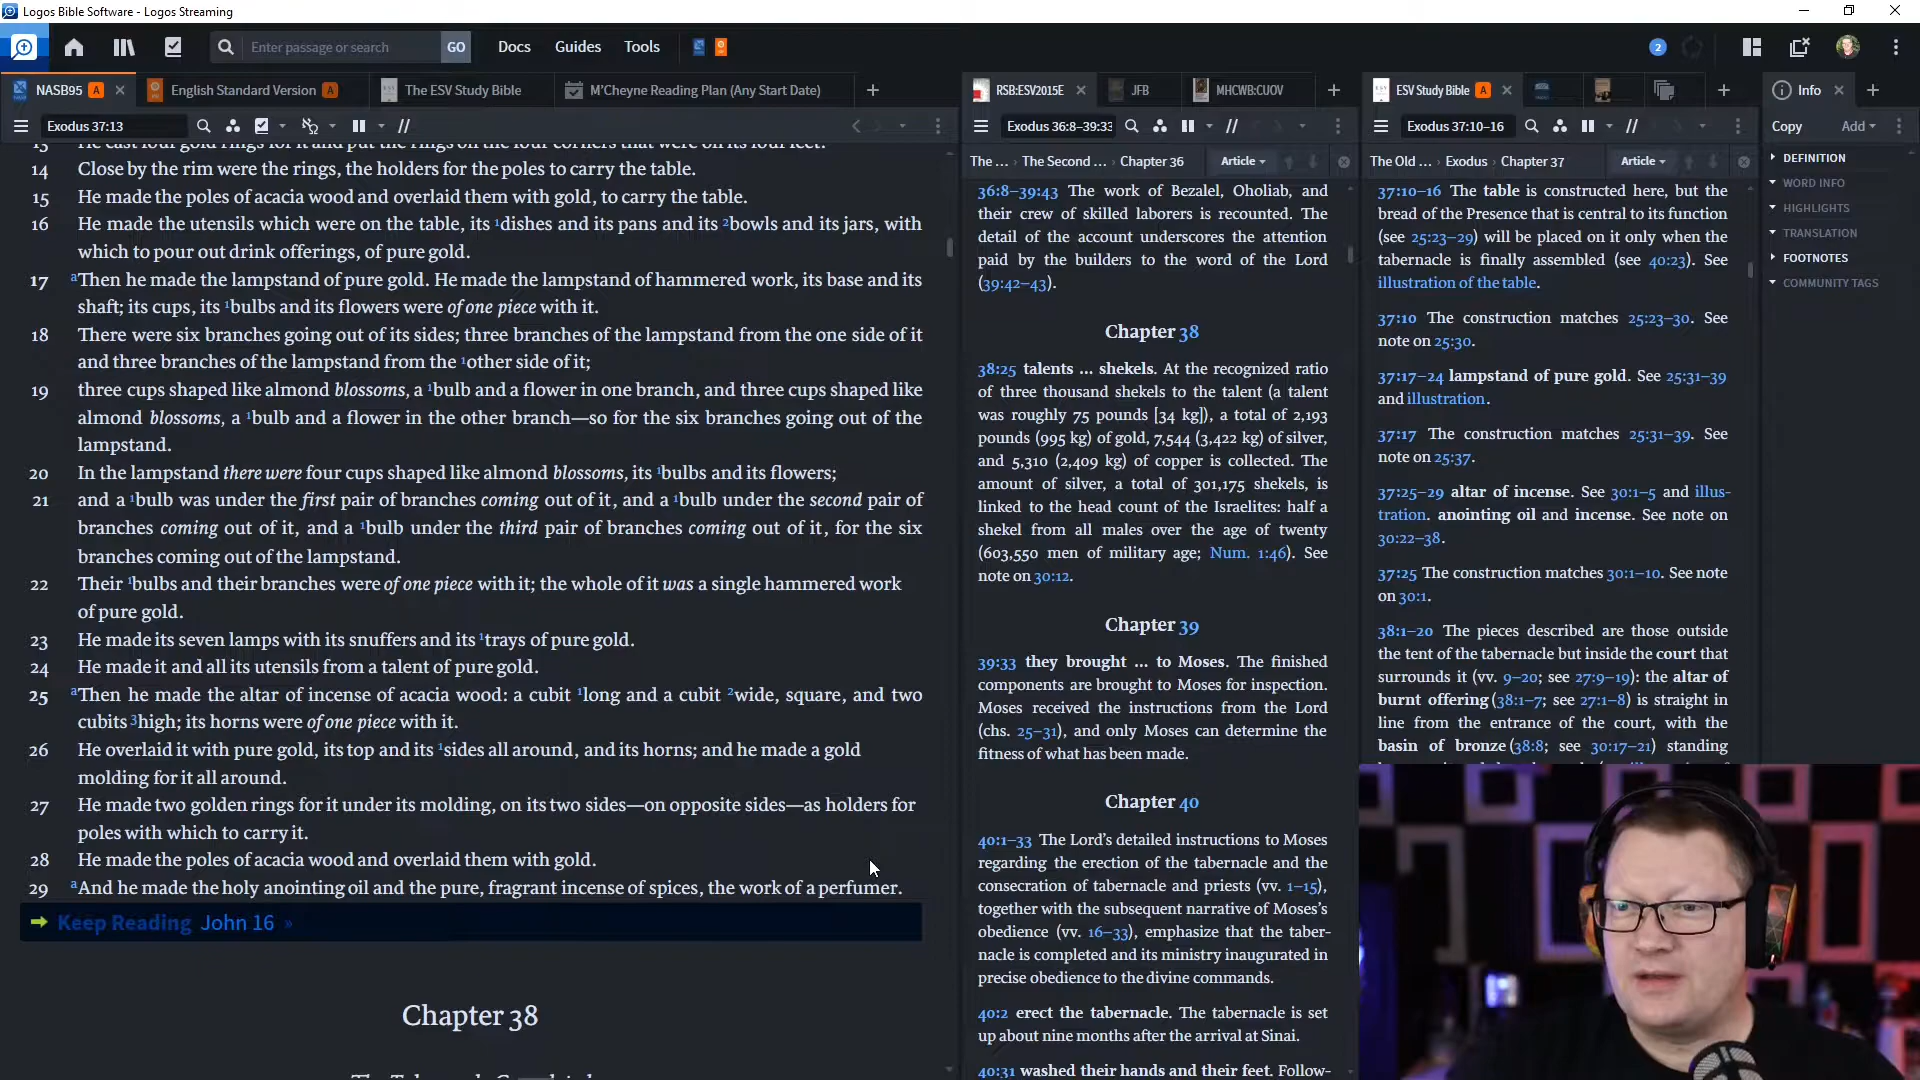 Logos Bible Software - Logos Streaming
Enter passage or search
GO
Docs
Guides
Tools
2
NASB95 A
English Standard Version A
The ESV Study Bible
M'Cheyne Reading Plan (Any Start Date)
Exodus 37:13
13 He cast four gold rings for it and put the rings on the four corners that were on its four feet.
14 Close by the rim were the rings, the holders for the poles to carry the table.
15 He made the poles of acacia wood and overlaid them with gold, to carry the table.
16 He made the utensils which were on the table, its 1dishes and its pans and its 2bowls and its jars, with
which to pour out drink offerings, of pure gold.
17 aThen he made the lampstand of pure gold. He made the lampstand of hammered work, its base and its
shaft; its cups, its 1bulbs and its flowers were of one piece with it.
18 There were six branches going out of its sides; three branches of the lampstand from the one side of it
and three branches of the lampstand from the 1other side of it;
19 three cups shaped like almond blossoms, a 1bulb and a flower in one branch, and three cups shaped like
almond blossoms, a 1bulb and a flower in the other branch—so for the six branches going out of the
lampstand.
20 In the lampstand there were four cups shaped like almond blossoms, its 1bulbs and its flowers;
21 and a 1bulb was under the first pair of branches coming out of it, and a 1bulb under the second pair of
branches coming out of it, and a 1bulb under the third pair of branches coming out of it, for the six
branches coming out of the lampstand.
22 Their 1bulbs and their branches were of one piece with it; the whole of it was a single hammered work
of pure gold.
23 He made its seven lamps with its snuffers and its 1trays of pure gold.
24 He made it and all its utensils from a talent of pure gold.
25 aThen he made the altar of incense of acacia wood: a cubit 1long and a cubit 2wide, square, and two
cubits 3high; its horns were of one piece with it.
26 He overlaid it with pure gold, its top and its 1sides all around, and its horns; and he made a gold
molding for it all around.
27 He made two golden rings for it under its molding, on its two sides—on opposite sides—as holders for
poles with which to carry it.
28 He made the poles of acacia wood and overlaid them with gold.
29 aAnd he made the holy anointing oil and the pure, fragrant incense of spices, the work of a perfumer.
Keep Reading John 16 »
Chapter 38
RSB:ESV2015E
JFB
MHCWB:CUOV
Exodus 36:8–39:33
The ... › The Second ... › Chapter 36
Article
36:8–39:43 The work of Bezalel, Oholiab, and
their crew of skilled laborers is recounted. The
detail of the account underscores the attention
paid by the builders to the word of the Lord
(39:42–43).
Chapter 38
38:25 talents ... shekels. At the recognized ratio
of three thousand shekels to the talent (a talent
was roughly 75 pounds [34 kg]), a total of 2,193
pounds (995 kg) of gold, 7,544 (3,422 kg) of silver,
and 5,310 (2,409 kg) of copper is collected. The
amount of silver, a total of 301,175 shekels, is
linked to the head count of the Israelites: half a
shekel from all males over the age of twenty
(603,550 men of military age; Num. 1:46). See
note on 30:12.
Chapter 39
39:33 they brought ... to Moses. The finished
components are brought to Moses for inspection.
Moses received the instructions from the Lord
(chs. 25–31), and only Moses can determine the
fitness of what has been made.
Chapter 40
40:1–33 The Lord's detailed instructions to Moses
regarding the erection of the tabernacle and the
consecration of tabernacle and priests (vv. 1–15),
together with the subsequent narrative of Moses's
obedience (vv. 16–33), emphasize that the taber-
nacle is completed and its ministry inaugurated in
precise obedience to the divine commands.
40:2 erect the tabernacle. The tabernacle is set
up about nine months after the arrival at Sinai.
40:31 washed their hands and their feet. Follow-
ESV Study Bible A
Exodus 37:10–16
The Old ... › Exodus › Chapter 37
Article
37:10–16 The table is constructed here, but the
bread of the Presence that is central to its function
(see 25:23–29) will be placed on it only when the
tabernacle is finally assembled (see 40:23). See
illustration of the table.
37:10 The construction matches 25:23–30. See
note on 25:30.
37:17–24 lampstand of pure gold. See 25:31–39
and illustration.
37:17 The construction matches 25:31–39. See
note on 25:37.
37:25–29 altar of incense. See 30:1–5 and illus-
tration. anointing oil and incense. See note on
30:22–38.
37:25 The construction matches 30:1–10. See note
on 30:1.
38:1–20 The pieces described are those outside
the tent of the tabernacle but inside the court that
surrounds it (vv. 9–20; see 27:9–19): the altar of
burnt offering (38:1–7; see 27:1–8) is straight in
line from the entrance of the court, with the
basin of bronze (38:8; see 30:17–21) standing
Info
Copy
Add
DEFINITION
WORD INFO
HIGHLIGHTS
TRANSLATION
FOOTNOTES
COMMUNITY TAGS